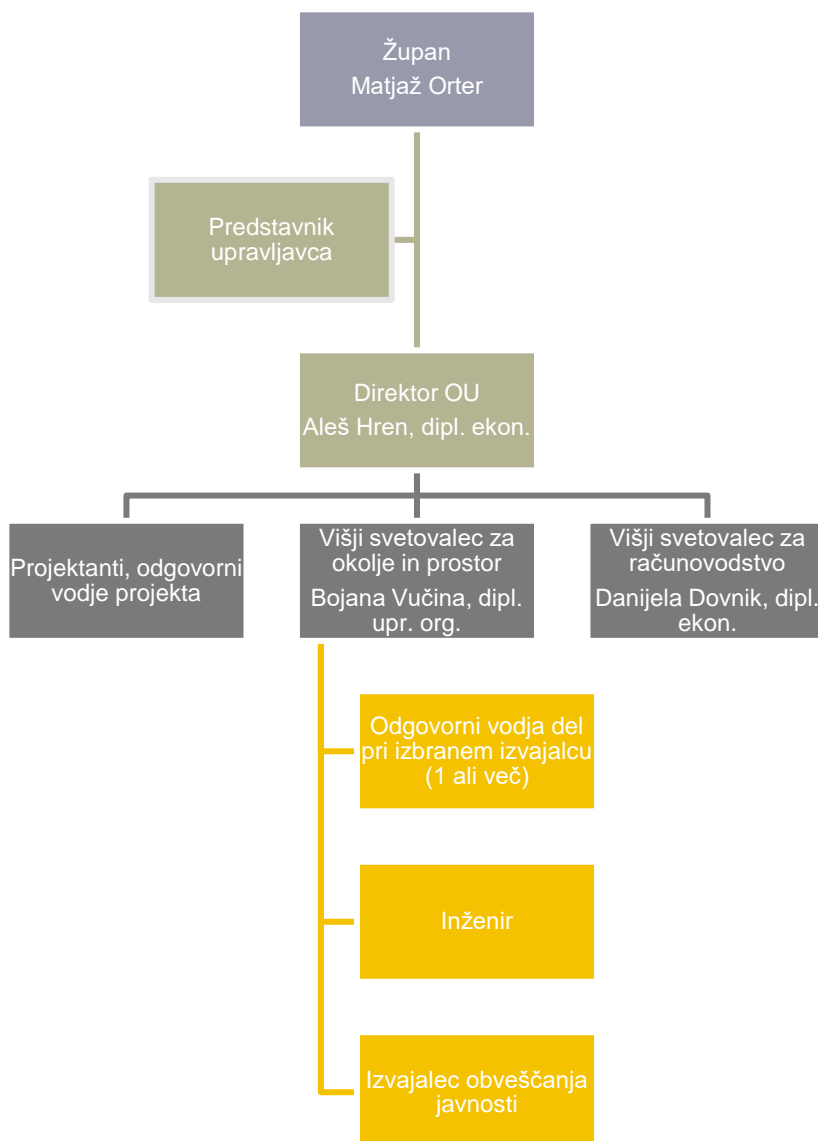 Župan
Matjaž Orter
Predstavnik
upravljavca
Direktor OU
Aleš Hren, dipl. ekon.
Projektanti, odgovorni
vodje projekta
Višji svetovalec za
okolje in prostor
Bojana Vučina, dipl.
upr. org.
Višji svetovalec za
računovodstvo
Danijela Dovnik, dipl.
ekon.
Odgovorni vodja del
pri izbranem izvajalcu
(1 ali več)
Inženir
Izvajalec obveščanja
javnosti